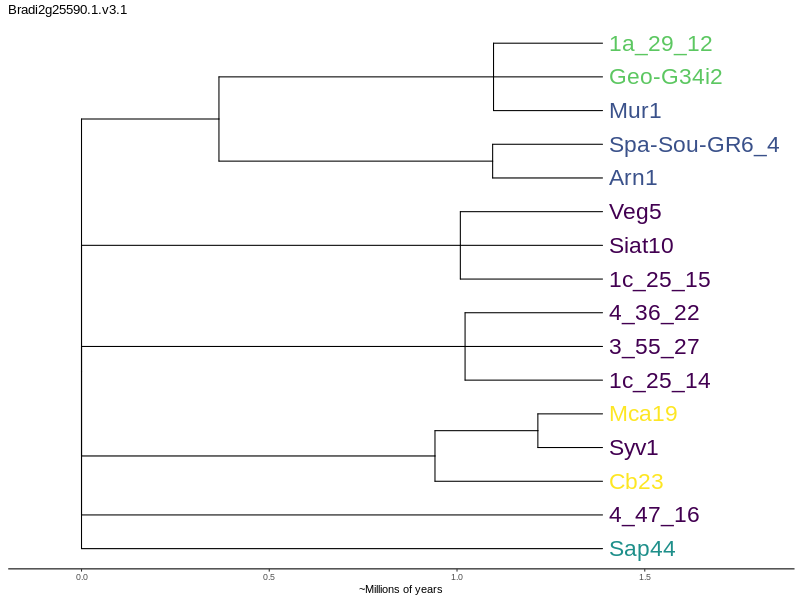 Bradi2g25590.1.v3.1
1a_29_12
Geo-G34i2
Mur1
Spa-Sou-GR6_4
Arn1
Veg5
Siat10
1c_25_15
4_36_22
3_55_27
1c_25_14
Mca19
Syv1
Cb23
4_47_16
Sap44
0.0 0.5 1.0 1.5
~Millions of years